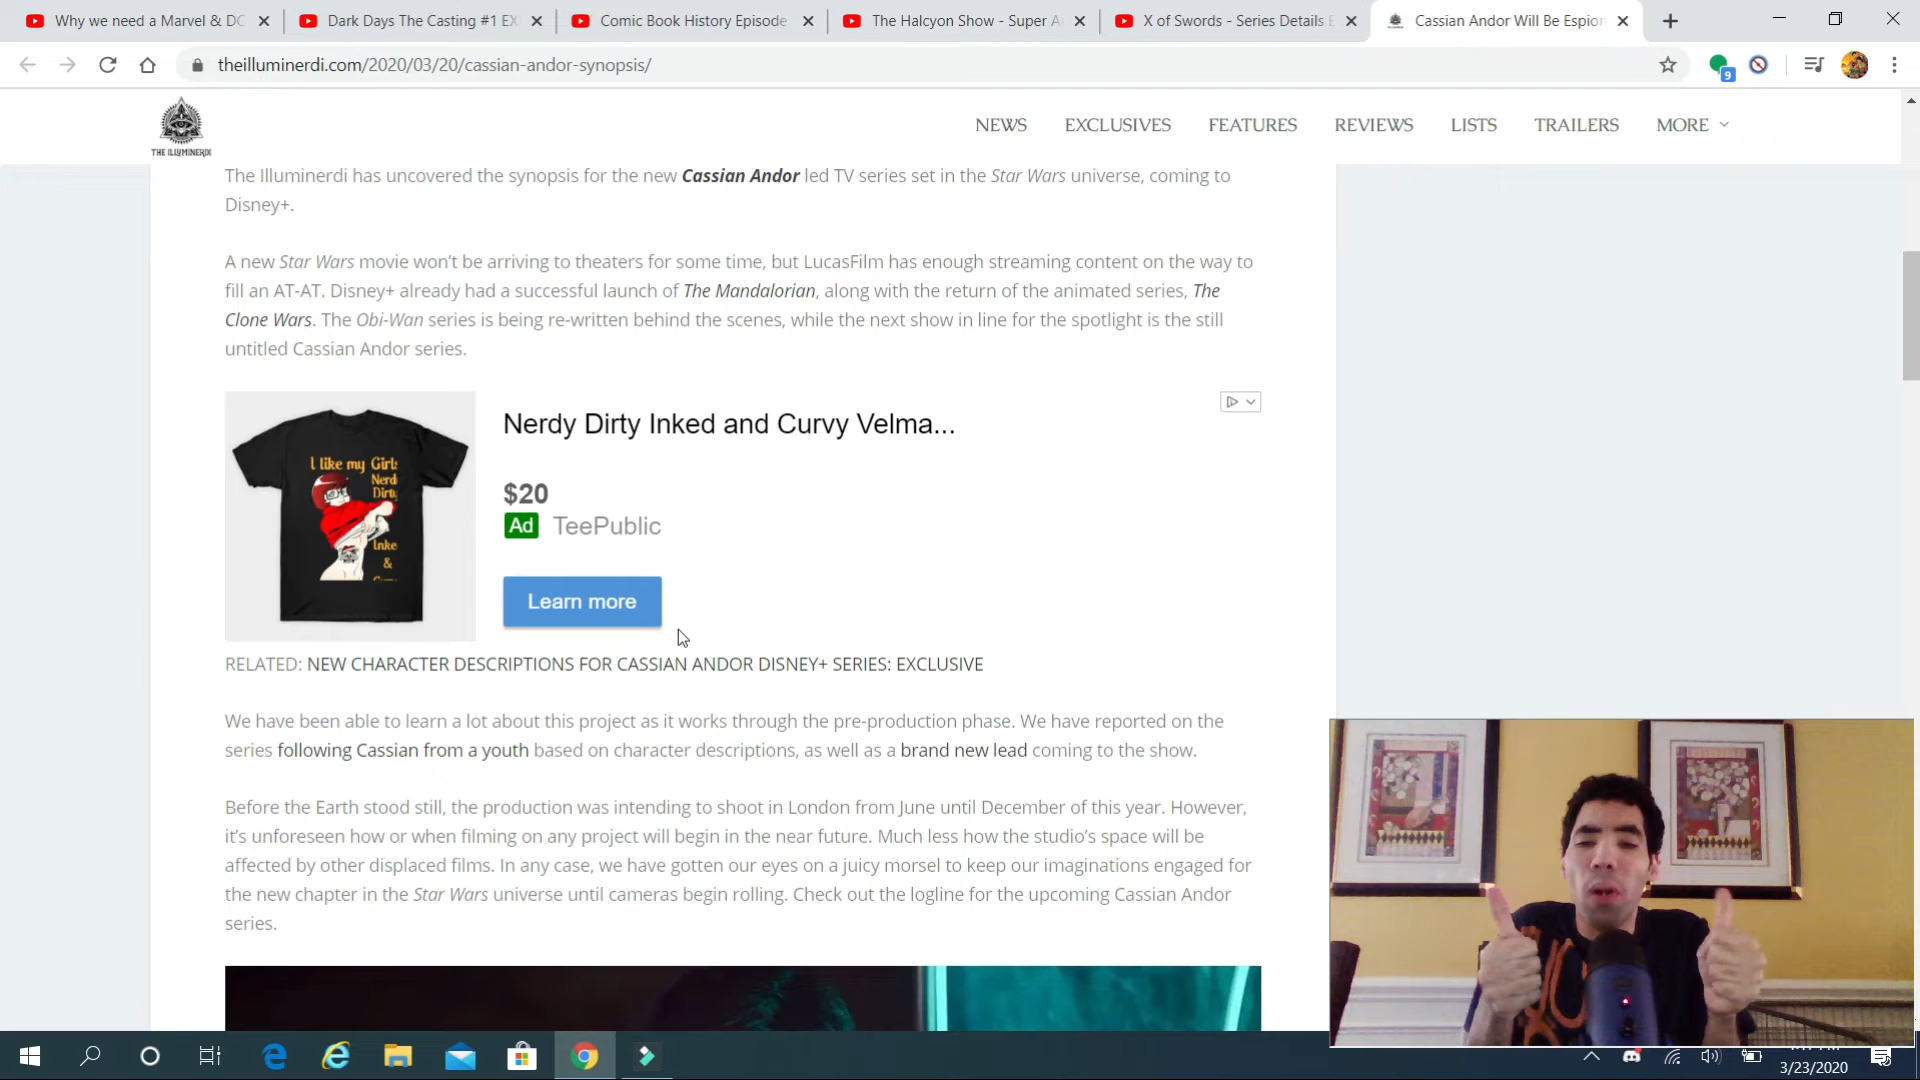 Why we need a Marvel & DC
Dark Days The Casting #1 EX
Comic Book History Episode
The Halcyon Show - Super A
X of Swords - Series Details E
Cassian Andor Will Be Espion
theilluminerdi.com/2020/03/20/cassian-andor-synopsis/
9
THE ILLUMINERDI
NEWS
EXCLUSIVES
FEATURES
REVIEWS
LISTS
TRAILERS
MORE
The Illuminerdi has uncovered the synopsis for the new Cassian Andor led TV series set in the Star Wars universe, coming to
Disney+.
A new Star Wars movie won't be arriving to theaters for some time, but LucasFilm has enough streaming content on the way to
fill an AT-AT. Disney+ already had a successful launch of The Mandalorian, along with the return of the animated series, The
Clone Wars. The Obi-Wan series is being re-written behind the scenes, while the next show in line for the spotlight is the still
untitled Cassian Andor series.
I like my Girls
Nerd
Dirt
Inke
&
Nerdy Dirty Inked and Curvy Velma...
$20
Ad TeePublic
Learn more
RELATED: NEW CHARACTER DESCRIPTIONS FOR CASSIAN ANDOR DISNEY+ SERIES: EXCLUSIVE
We have been able to learn a lot about this project as it works through the pre-production phase. We have reported on the
series following Cassian from a youth based on character descriptions, as well as a brand new lead coming to the show.
Before the Earth stood still, the production was intending to shoot in London from June until December of this year. However,
it's unforeseen how or when filming on any project will begin in the near future. Much less how the studio's space will be
affected by other displaced films. In any case, we have gotten our eyes on a juicy morsel to keep our imaginations engaged for
the new chapter in the Star Wars universe until cameras begin rolling. Check out the logline for the upcoming Cassian Andor
series.
3/23/2020